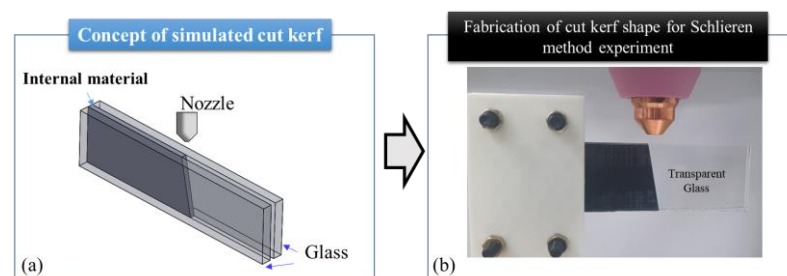 Concept of simulated cut kerf
Internal material
Nozzle
Glass
(a)
Fabrication of cut kerf shape for Schlieren
method experiment
Transparent
Glass
(b)